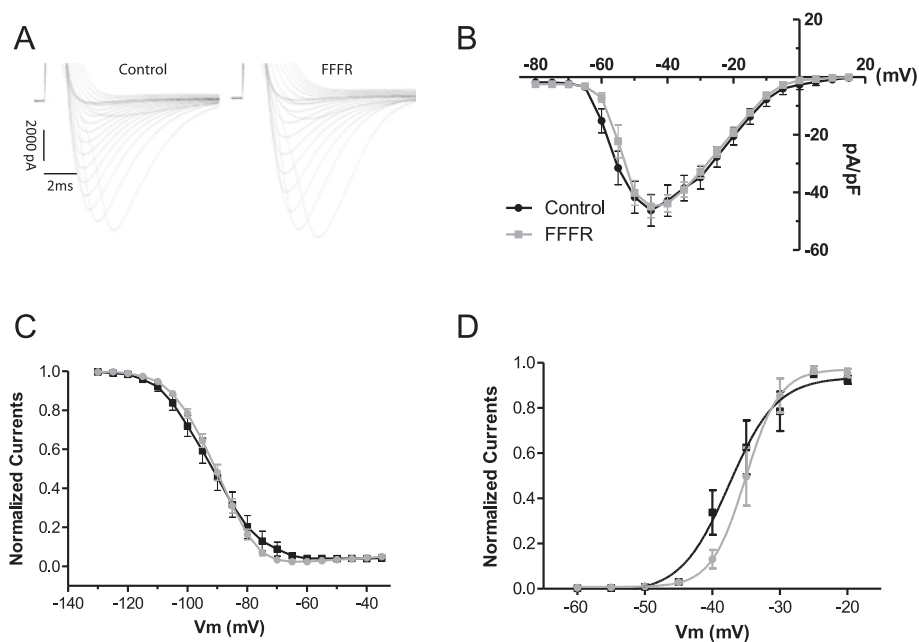 A
Control
FFFR
2000 pA
2ms
B
20
-80 -60 -40 -20 20
(mV)
-20
-40
-60
pA/pF
Control
FFFR
C
Normalized Currents
1.0
0.8
0.6
0.4
0.2
0.0
-140 -120 -100 -80 -60 -40
Vm (mV)
D
Normalized Currents
1.0
0.8
0.6
0.4
0.2
0.0
-60 -50 -40 -30 -20
Vm (mV)